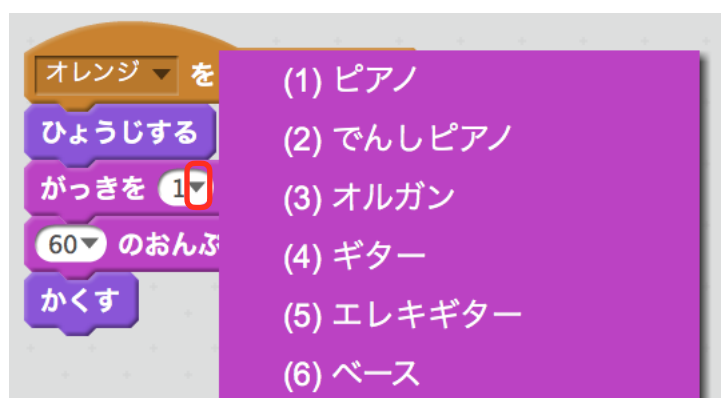 オレンジ を
ひょうじする
がっきを 1
60 のおんぷ
かくす
(1) ピアノ
(2) でんしピアノ
(3) オルガン
(4) ギター
(5) エレキギター
(6) ベース